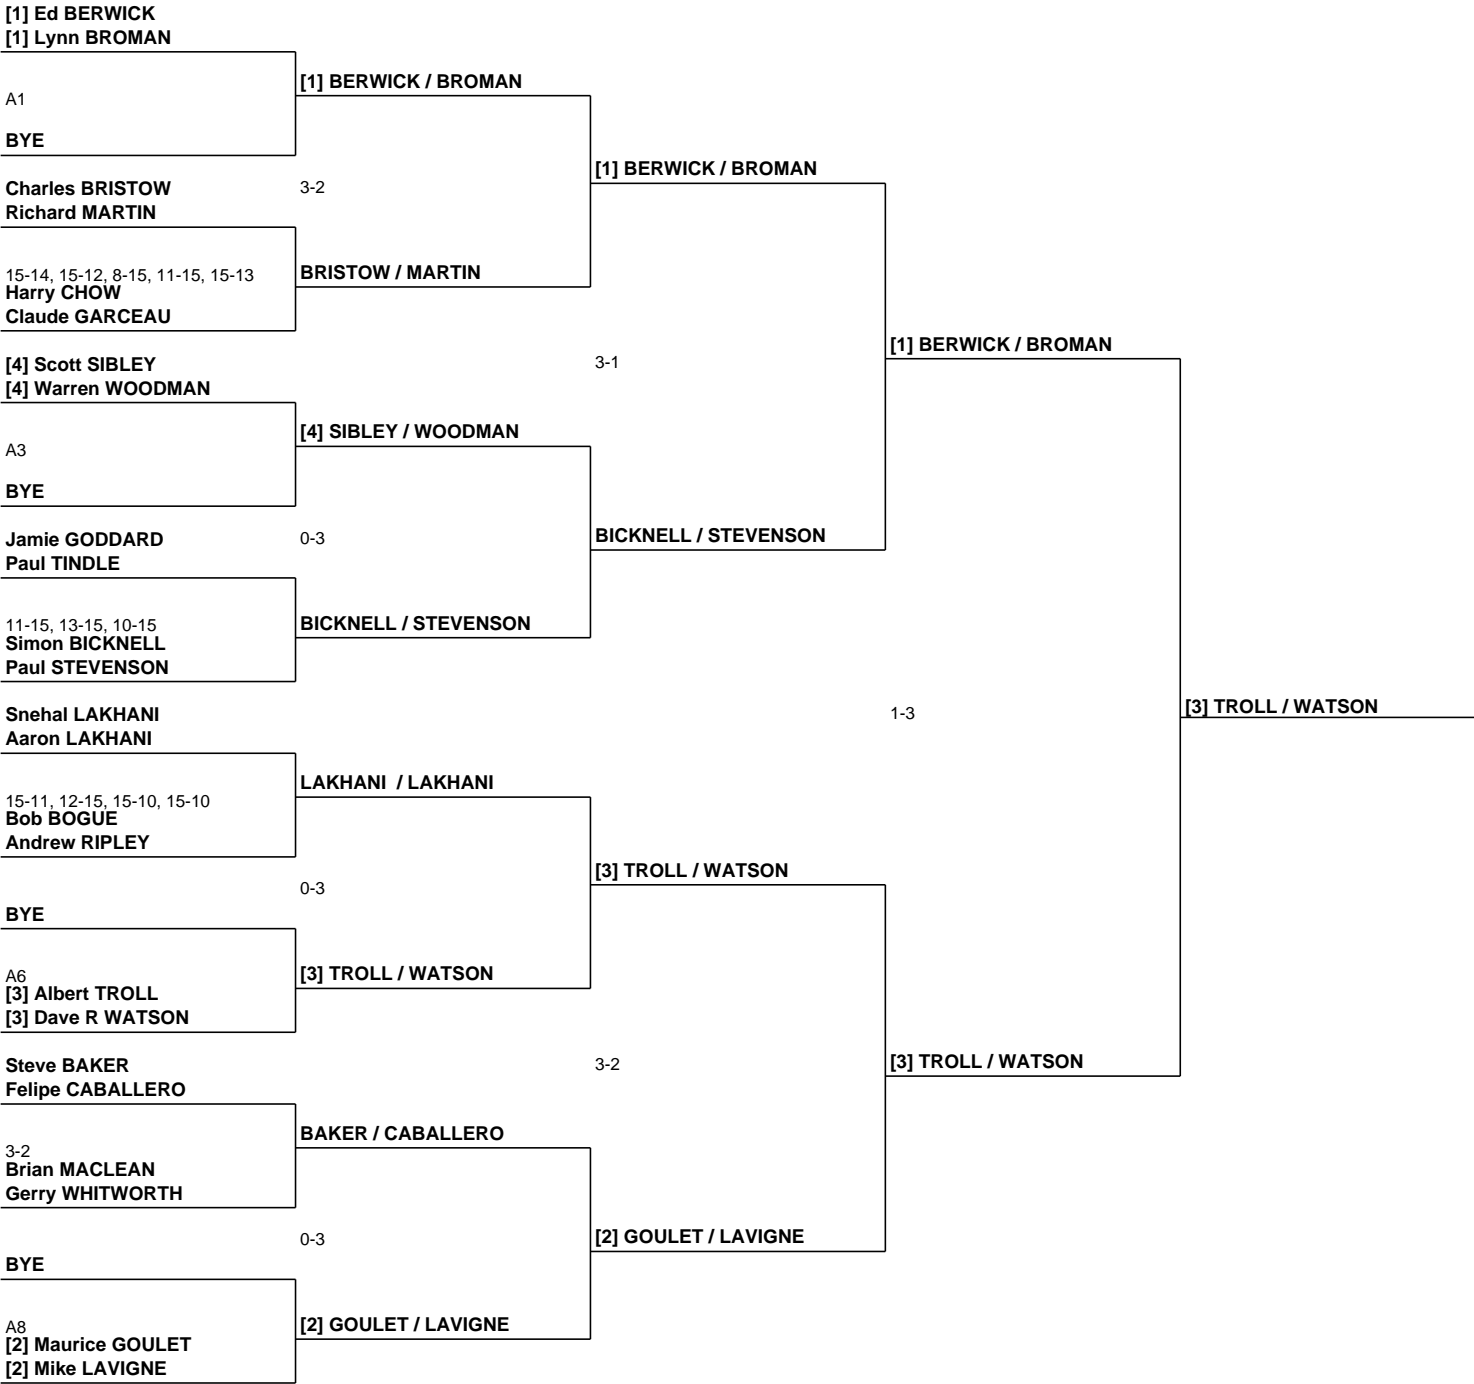 [1] Ed BERWICK
[1] Lynn BROMAN
[1] BERWICK / BROMAN
A1
BYE
[1] BERWICK / BROMAN
Charles BRISTOW
3-2
Richard MARTIN
15-14, 15-12, 8-15, 11-15, 15-13
BRISTOW / MARTIN
Harry CHOW
Claude GARCEAU
[1] BERWICK / BROMAN
[4] Scott SIBLEY
3-1
[4] Warren WOODMAN
[4] SIBLEY / WOODMAN
A3
BYE
Jamie GODDARD
0-3
BICKNELL / STEVENSON
Paul TINDLE
11-15, 13-15, 10-15
BICKNELL / STEVENSON
Simon BICKNELL
Paul STEVENSON
Snehal LAKHANI
1-3
[3] TROLL / WATSON
Aaron LAKHANI
LAKHANI / LAKHANI
15-11, 12-15, 15-10, 15-10
Bob BOGUE
Andrew RIPLEY
[3] TROLL / WATSON
0-3
BYE
A6
[3] TROLL / WATSON
[3] Albert TROLL
[3] Dave R WATSON
Steve BAKER
3-2
[3] TROLL / WATSON
Felipe CABALLERO
BAKER / CABALLERO
3-2
Brian MACLEAN
Gerry WHITWORTH
0-3
[2] GOULET / LAVIGNE
BYE
A8
[2] GOULET / LAVIGNE
[2] Maurice GOULET
[2] Mike LAVIGNE